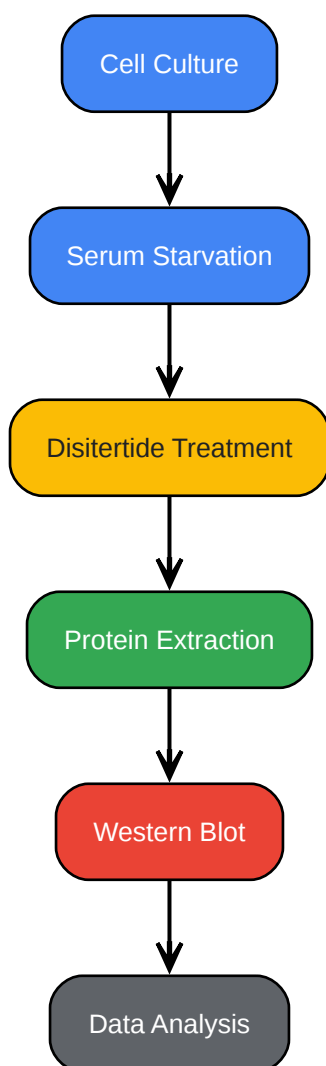 Cell Culture
Serum Starvation
Disitertide Treatment
Protein Extraction
Western Blot
Data Analysis